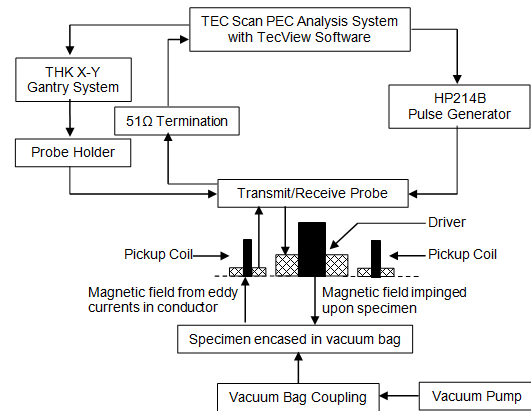 TEC Scan PEC Analysis System
with TecView Software
THK X-Y
Gantry System
HP214B
Pulse Generator
51Ω Termination
Probe Holder
Transmit/Receive Probe
Driver
Pickup Coil
Pickup Coil
Magnetic field from eddy
currents in conductor
Magnetic field impinged
upon specimen
Specimen encased in vacuum bag
Vacuum Bag Coupling
Vacuum Pump